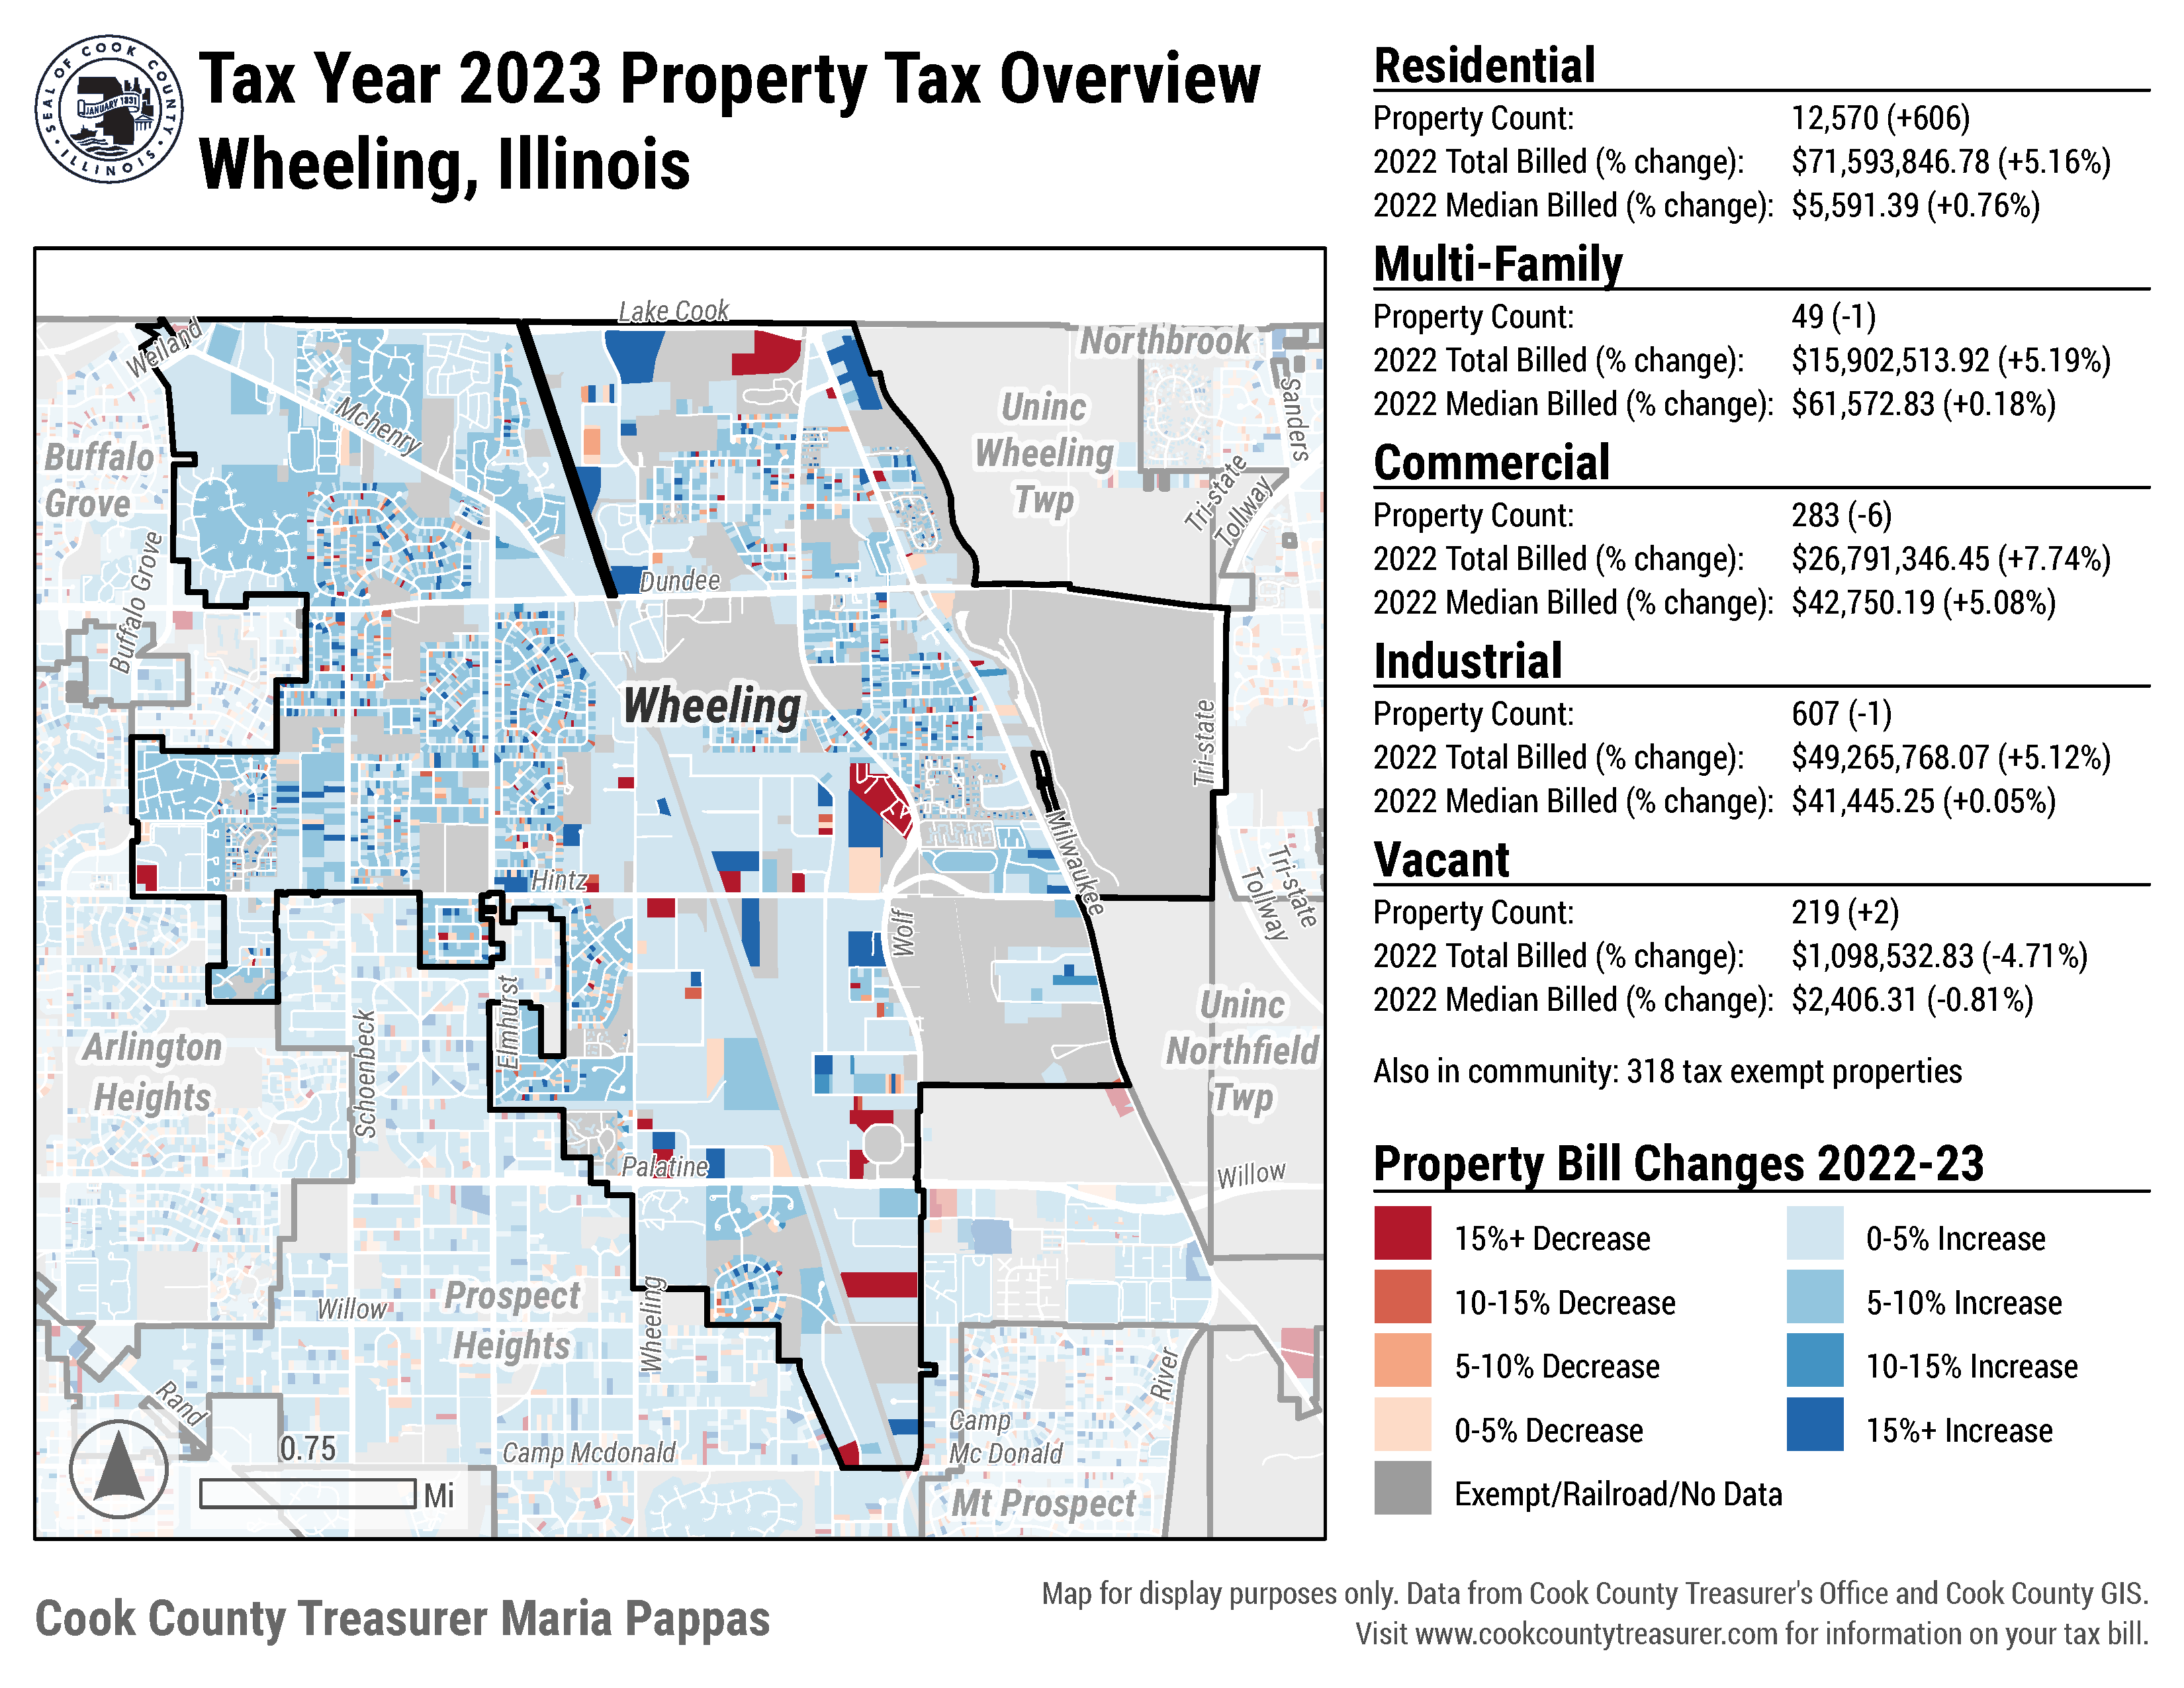 SEAL OF COOK COUNTY
ILLINOIS
JANUARY 1831
Tax Year 2023 Property Tax Overview
Wheeling, Illinois
Residential
Property Count: 12,570 (+606)
2022 Total Billed (% change): $71,593,846.78 (+5.16%)
2022 Median Billed (% change): $5,591.39 (+0.76%)
Multi-Family
Property Count: 49 (-1)
2022 Total Billed (% change): $15,902,513.92 (+5.19%)
2022 Median Billed (% change): $61,572.83 (+0.18%)
Commercial
Property Count: 283 (-6)
2022 Total Billed (% change): $26,791,346.45 (+7.74%)
2022 Median Billed (% change): $42,750.19 (+5.08%)
Industrial
Property Count: 607 (-1)
2022 Total Billed (% change): $49,265,768.07 (+5.12%)
2022 Median Billed (% change): $41,445.25 (+0.05%)
Vacant
Property Count: 219 (+2)
2022 Total Billed (% change): $1,098,532.83 (-4.71%)
2022 Median Billed (% change): $2,406.31 (-0.81%)
Also in community: 318 tax exempt properties
Property Bill Changes 2022-23
15%+ Decrease
0-5% Increase
10-15% Decrease
5-10% Increase
5-10% Decrease
10-15% Increase
0-5% Decrease
15%+ Increase
Exempt/Railroad/No Data
Lake Cook
Weiland
Northbrook
Sanders
Mchenry
Uninc
Wheeling
Twp
Buffalo
Grove
Tri-state
Tollway
Buffalo Grove
Dundee
Wheeling
Tri-state
Milwaukee
Tri-state
Tollway
Hintz
Wolf
Elmhurst
Schoenbeck
Arlington
Heights
Uninc
Northfield
Twp
Palatine
Willow
Prospect
Heights
Willow
Wheeling
River
Rand
Camp
Mc Donald
Camp Mcdonald
Mt Prospect
0.75
Mi
Cook County Treasurer Maria Pappas
Map for display purposes only. Data from Cook County Treasurer's Office and Cook County GIS.
Visit www.cookcountytreasurer.com for information on your tax bill.